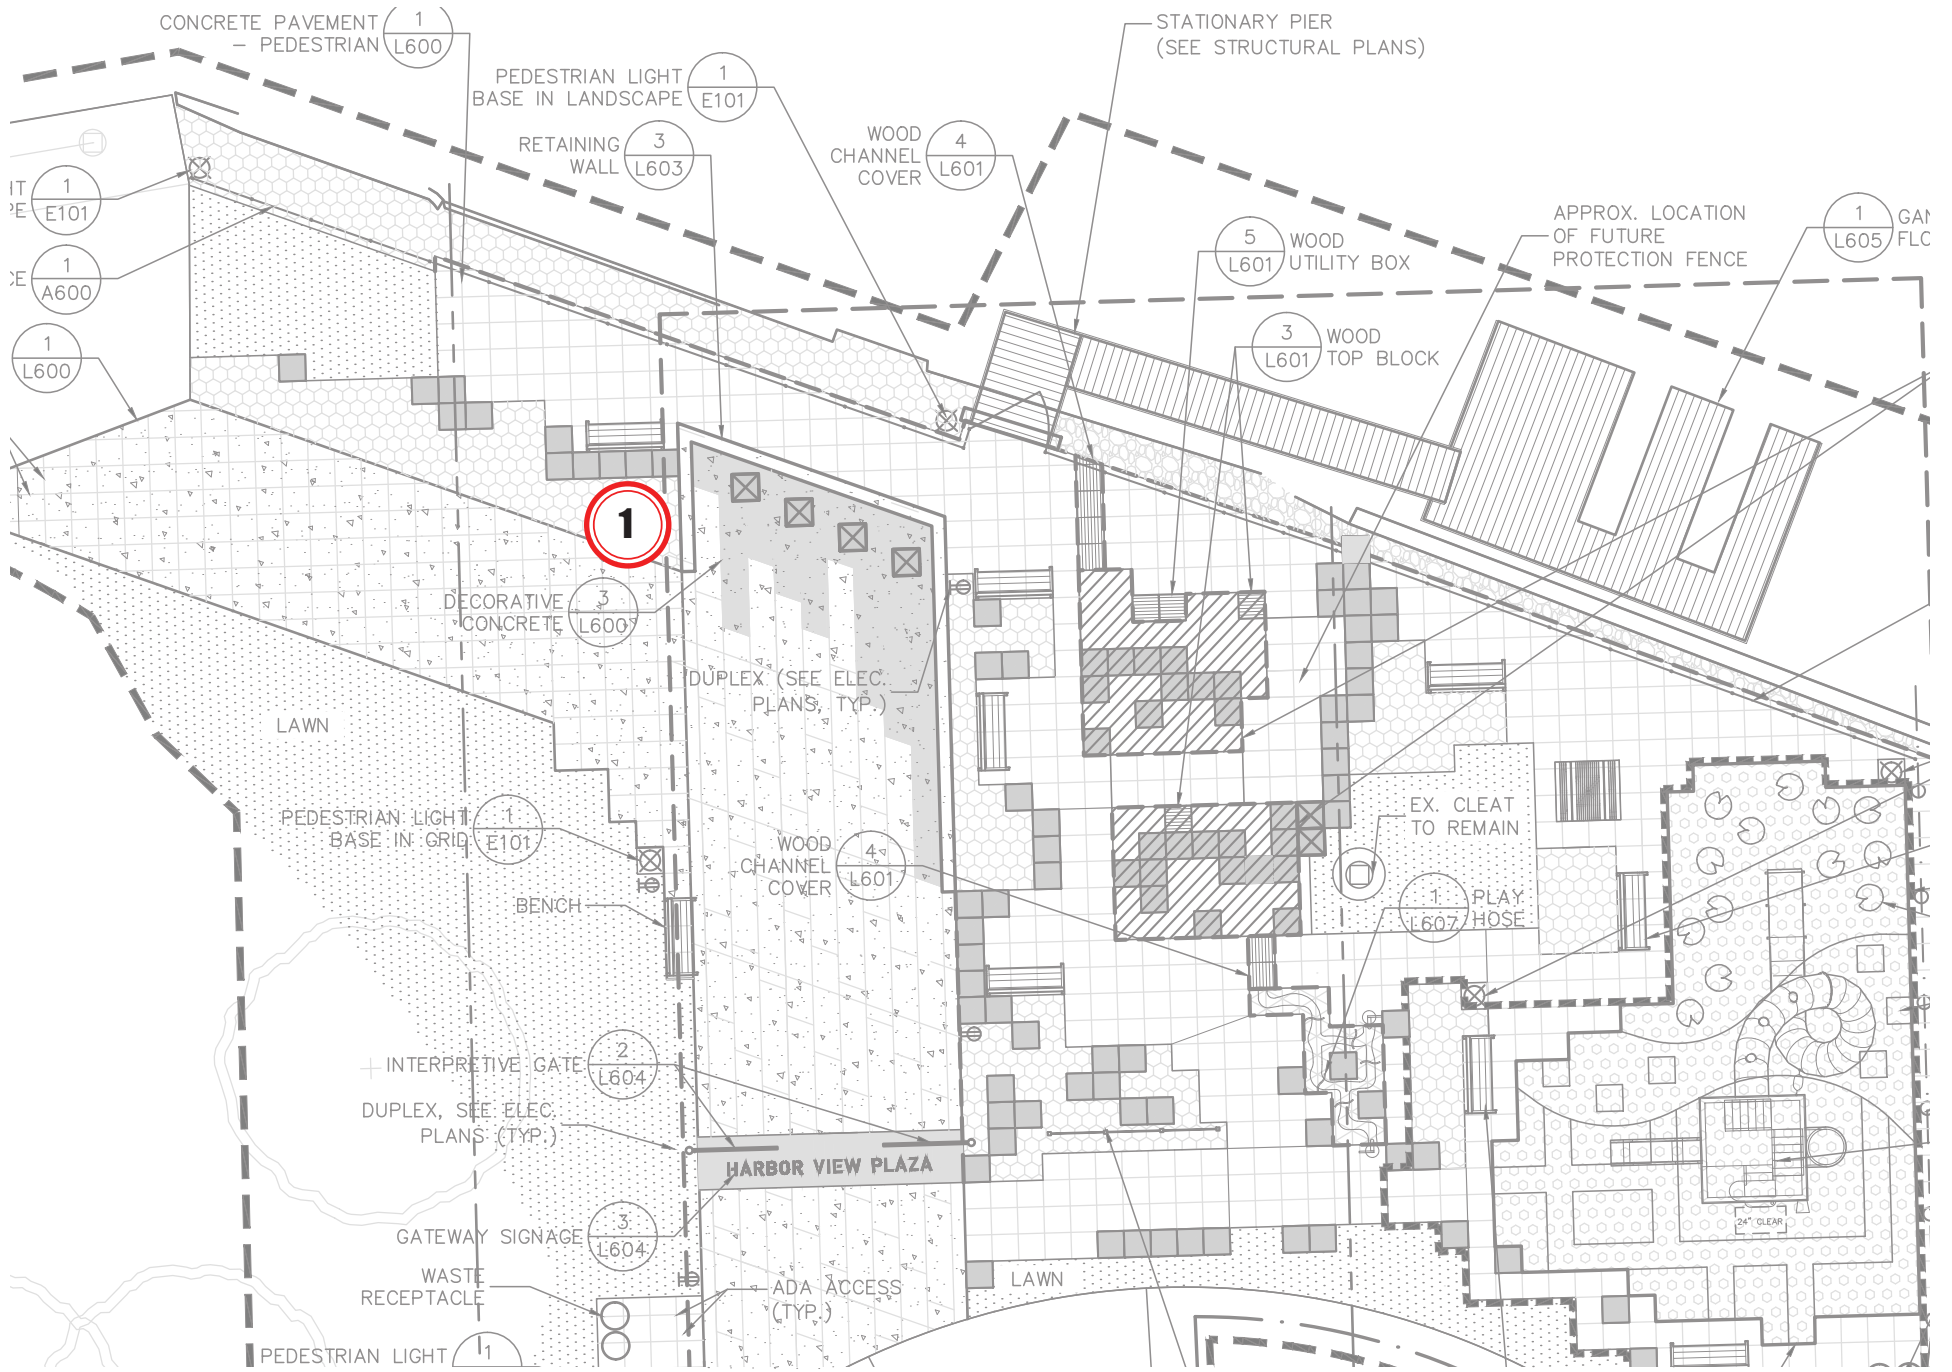 CONCRETE PAVEMENT
– PEDESTRIAN
1
L600
PEDESTRIAN LIGHT
BASE IN LANDSCAPE
1
E101
STATIONARY PIER
(SEE STRUCTURAL PLANS)
RETAINING
WALL
3
L603
WOOD
CHANNEL
COVER
4
L601
HT
PE
1
E101
5
L601
WOOD
UTILITY BOX
APPROX. LOCATION
OF FUTURE
PROTECTION FENCE
1
L605
GAN
FLO
CE
1
A600
1
L600
3
L601
WOOD
TOP BLOCK
1
DECORATIVE
CONCRETE
3
L600
DUPLEX (SEE ELEC.
PLANS, TYP.)
LAWN
PEDESTRIAN LIGHT
BASE IN GRID
1
E101
WOOD
CHANNEL
COVER
4
L601
EX. CLEAT
TO REMAIN
BENCH
1
L607
PLAY
HOSE
INTERPRETIVE GATE
2
L604
DUPLEX, SEE ELEC.
PLANS (TYP.)
HARBOR VIEW PLAZA
GATEWAY SIGNAGE
3
L604
24" CLEAR
WASTE
RECEPTACLE
ADA ACCESS
(TYP.)
LAWN
PEDESTRIAN LIGHT
1